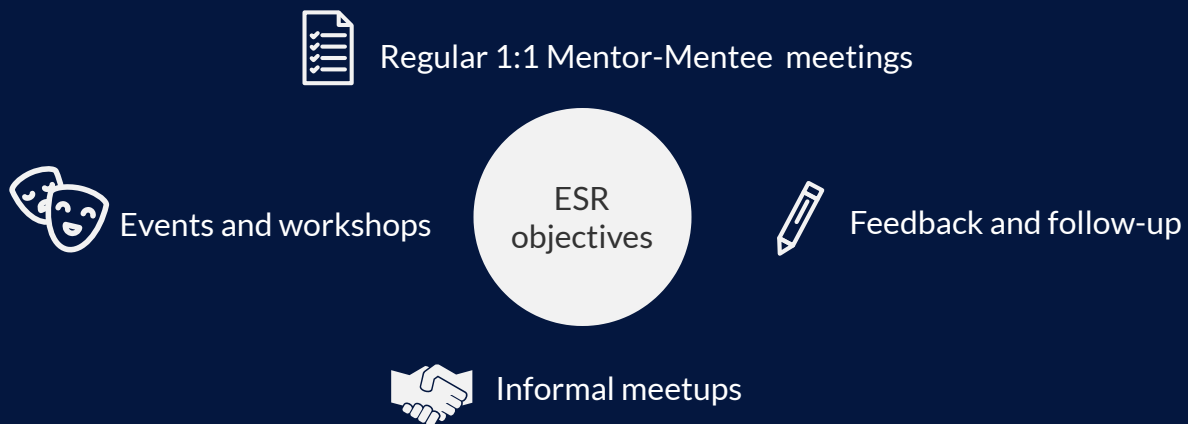 Regular 1:1 Mentor-Mentee  meetings
ESR
objectives
Events and workshops
Feedback and follow-up
Informal meetups